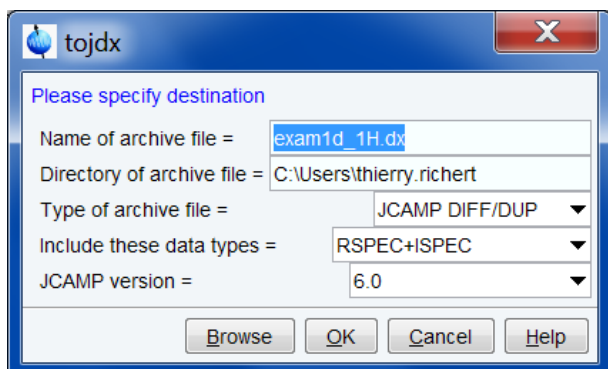 tojdx
X
Please specify destination
Name of archive file = exam1d_1H.dx
Directory of archive file = C:\Users\thierry.richert
Type of archive file = JCAMP DIFF/DUP
Include these data types = RSPEC+ISPEC
JCAMP version = 6.0
Browse OK Cancel Help